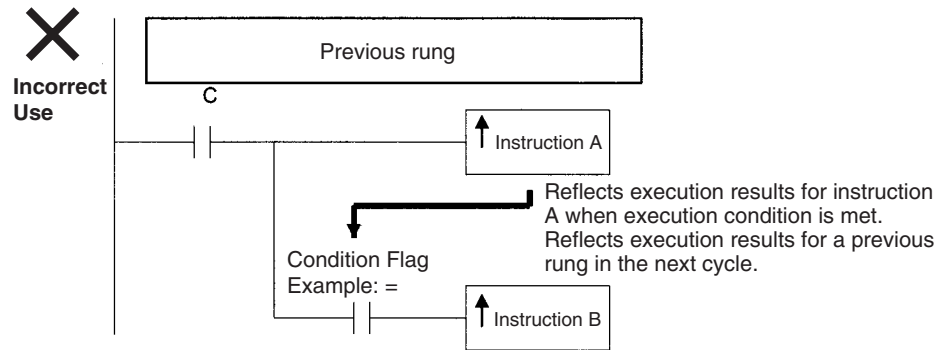 Previous rung
Incorrect
Use
C
Instruction A
Reflects execution results for instruction
A when execution condition is met.
Reflects execution results for a previous
rung in the next cycle.
Condition Flag
Example: =
Instruction B